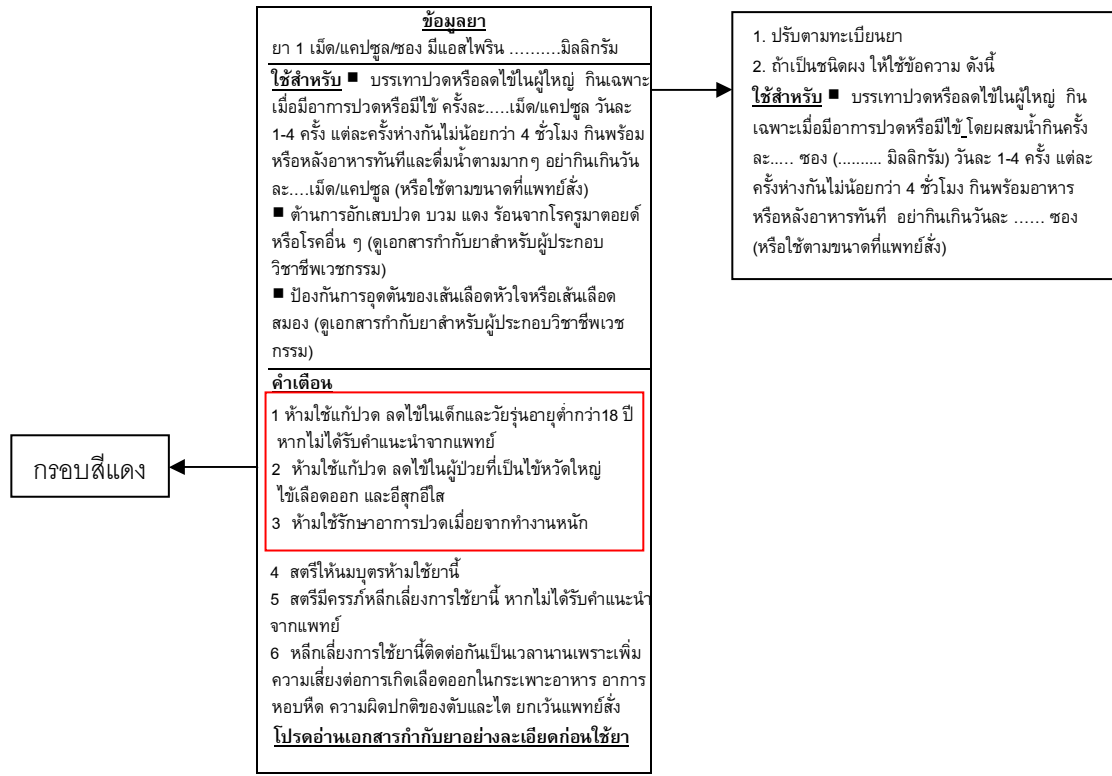 ข้อมูลยา
ยา 1 เม็ด/แคปซูล/ซอง มีแอสไพริน ..........มิลลิกรัม
ใช้สำหรับ ■ บรรเทาปวดหรือลดไข้ในผู้ใหญ่ กินเฉพาะ
เมื่อมีอาการปวดหรือมีไข้ ครั้งละ.....เม็ด/แคปซูล วันละ
1-4 ครั้ง แต่ละครั้งห่างกันไม่น้อยกว่า 4 ชั่วโมง กินพร้อม
หรือหลังอาหารทันทีและดื่มน้ำตามมากๆ อย่ากินเกินวัน
ละ....เม็ด/แคปซูล (หรือใช้ตามขนาดที่แพทย์สั่ง)
■ ต้านการอักเสบปวด บวม แดง ร้อนจากโรครูมาตอยด์
หรือโรคอื่น ๆ (ดูเอกสารกำกับยาสำหรับผู้ประกอบ
วิชาชีพเวชกรรม)
■ ป้องกันการอุดตันของเส้นเลือดหัวใจหรือเส้นเลือด
สมอง (ดูเอกสารกำกับยาสำหรับผู้ประกอบวิชาชีพเวช
กรรม)
คำเตือน
1 ห้ามใช้แก้ปวด ลดไข้ในเด็กและวัยรุ่นอายุต่ำกว่า18 ปี
หากไม่ได้รับคำแนะนำจากแพทย์
2 ห้ามใช้แก้ปวด ลดไข้ในผู้ป่วยที่เป็นไข้หวัดใหญ่
ไข้เลือดออก และอีสุกอีใส
3 ห้ามใช้รักษาอาการปวดเมื่อยจากทำงานหนัก
4 สตรีให้นมบุตรห้ามใช้ยานี้
5 สตรีมีครรภ์หลีกเลี่ยงการใช้ยานี้ หากไม่ได้รับคำแนะนำ
จากแพทย์
6 หลีกเลี่ยงการใช้ยานี้ติดต่อกันเป็นเวลานานเพราะเพิ่ม
ความเสี่ยงต่อการเกิดเลือดออกในกระเพาะอาหาร อาการ
หอบหืด ความผิดปกติของตับและไต ยกเว้นแพทย์สั่ง
โปรดอ่านเอกสารกำกับยาอย่างละเอียดก่อนใช้ยา
กรอบสีแดง
1. ปรับตามทะเบียนยา
2. ถ้าเป็นชนิดผง ให้ใช้ข้อความ ดังนี้
ใช้สำหรับ ■ บรรเทาปวดหรือลดไข้ในผู้ใหญ่ กิน
เฉพาะเมื่อมีอาการปวดหรือมีไข้ โดยผสมน้ำกินครั้ง
ละ..... ซอง (.......... มิลลิกรัม) วันละ 1-4 ครั้ง แต่ละ
ครั้งห่างกันไม่น้อยกว่า 4 ชั่วโมง กินพร้อมอาหาร
หรือหลังอาหารทันที อย่ากินเกินวันละ ...... ซอง
(หรือใช้ตามขนาดที่แพทย์สั่ง)